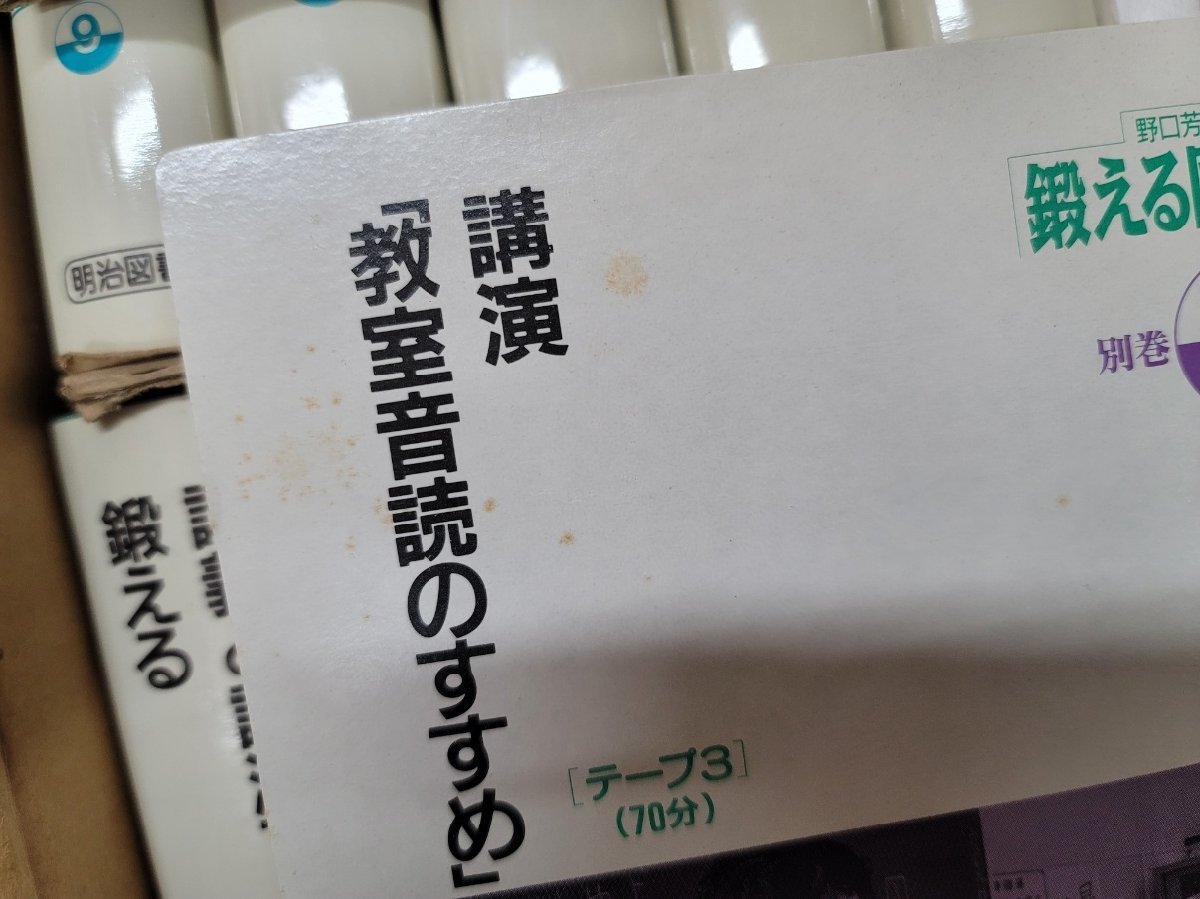 9
明治図
鍛える
野口芳
鍛える
別巻
講演
「教室音読のすすめ」
[テープ3]
(70分)